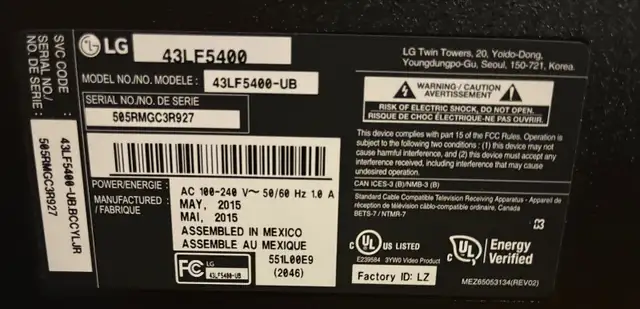 SVC CODE
SERIAL NO./
NO. DE SERIE :
43LF5400-UB.BCCYLJR
505RMGC3R927
LG
43LF5400
MODEL NO./NO. MODELE :
43LF5400-UB
SERIAL NO./NO. DE SERIE
505RMGC3R927
POWER/ENERGIE :
AC 100-240 V~ 50/60 Hz 1.0 A
MANUFACTURED :
/ FABRIQUE
MAY, 2015
MAI, 2015
ASSEMBLED IN MEXICO
ASSEMBLE AU MEXIQUE
FC
LG
43LF5400-UB
551L00E9
(2046)
LG Twin Towers, 20, Yoido-Dong,
Youngdungpo-Gu, Seoul, 150-721, Korea.
WARNING/CAUTION
AVERTISSEMENT
RISK OF ELECTRIC SHOCK, DO NOT OPEN.
RISQUE DE CHOC ÉLECTRIQUE-NE PAS OUVRIR.
This device complies with part 15 of the FCC Rules. Operation is
subject to the following two conditions : (1) this device may not
cause harmful interference, and (2) this device must accept any
interference received, including interference that may cause
undesired operation.
CAN ICES-3 (B)/NMB-3 (B)
Standard Cable Compatible Television Receiving Apparatus - Apparaei de
réception de télévision câblo-compatible ordinaire, Canada
BETS-7 / NTMR-7
c UL US LISTED
E239584 3YW0 Video Product
Factory ID: LZ
c UL
Energy
Verified
MEZ65053134(REV02)